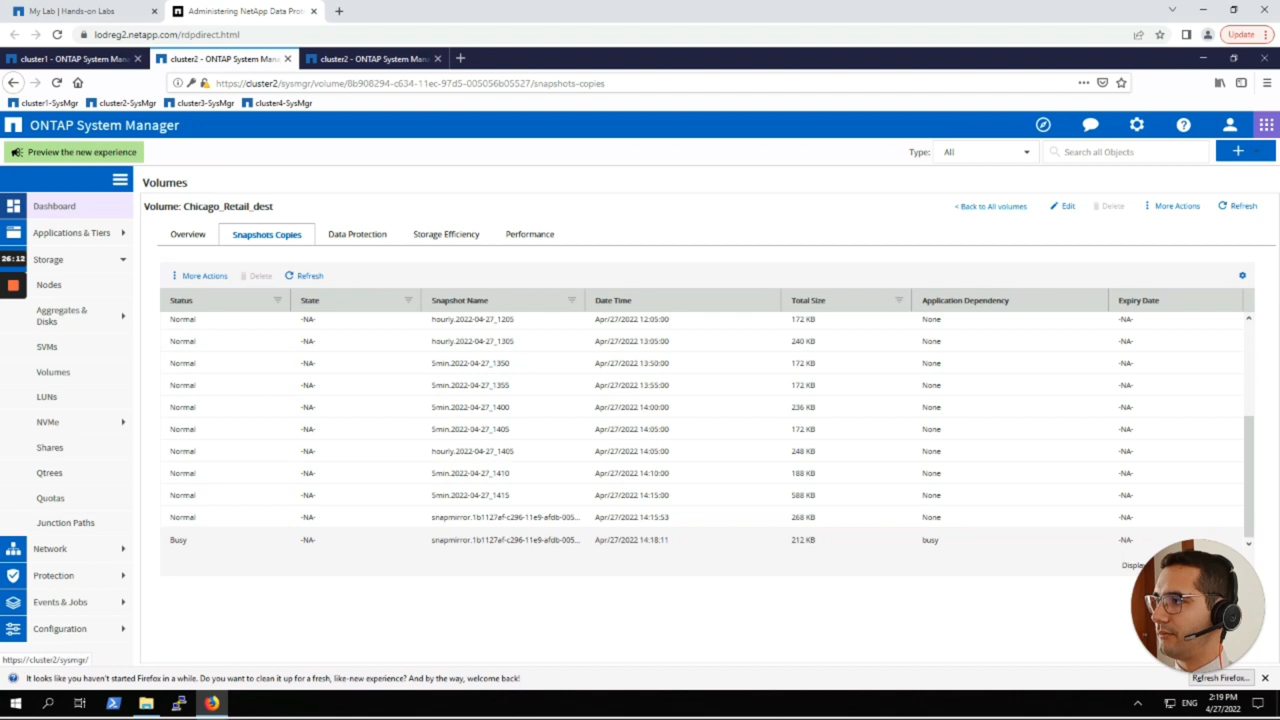 My Lab | Hands-on Labs
Administering NetApp Data Prot
lodreg2.netapp.com/rdpdirect.html
Update
cluster1 - ONTAP System Mana
cluster2 - ONTAP System Mana
cluster2 - ONTAP System Mana
https://cluster2/sysmgr/volume/8b908294-c634-11ec-97d5-005056b05527/snapshots-copies
cluster1-SysMgr cluster2-SysMgr cluster3-SysMgr cluster4-SysMgr
ONTAP System Manager
Preview the new experience
Type: All
Search all Objects
Volumes
Dashboard
Volume: Chicago_Retail_dest
< Back to All volumes Edit Delete More Actions Refresh
Applications & Tiers
Overview Snapshots Copies Data Protection Storage Efficiency Performance
26:12
Storage
More Actions Delete Refresh
Nodes
Status State Snapshot Name Date Time Total Size Application Dependency Expiry Date
Normal -NA- hourly.2022-04-27_1205 Apr/27/2022 12:05:00 172 KB None -NA-
Normal -NA- hourly.2022-04-27_1305 Apr/27/2022 13:05:00 240 KB None -NA-
Normal -NA- 5min.2022-04-27_1350 Apr/27/2022 13:50:00 172 KB None -NA-
Normal -NA- 5min.2022-04-27_1355 Apr/27/2022 13:55:00 172 KB None -NA-
Normal -NA- 5min.2022-04-27_1400 Apr/27/2022 14:00:00 236 KB None -NA-
Normal -NA- 5min.2022-04-27_1405 Apr/27/2022 14:05:00 172 KB None -NA-
Normal -NA- hourly.2022-04-27_1405 Apr/27/2022 14:05:00 248 KB None -NA-
Normal -NA- 5min.2022-04-27_1410 Apr/27/2022 14:10:00 188 KB None -NA-
Normal -NA- 5min.2022-04-27_1415 Apr/27/2022 14:15:00 588 KB None -NA-
Normal -NA- snapmirror.1b1127af-c296-11e9-afdb-005... Apr/27/2022 14:15:53 268 KB None -NA-
Busy -NA- snapmirror.1b1127af-c296-11e9-afdb-005... Apr/27/2022 14:18:11 212 KB busy -NA-
Aggregates &
Disks
SVMs
Volumes
LUNs
NVMe
Shares
Qtrees
Quotas
Junction Paths
Network
Protection
Events & Jobs
Configuration
https://cluster2/sysmgr/
It looks like you haven't started Firefox in a while. Do you want to clean it up for a fresh, like-new experience? And by the way, welcome back!
Refresh Firefox...
ENG
2:19 PM
4/27/2022